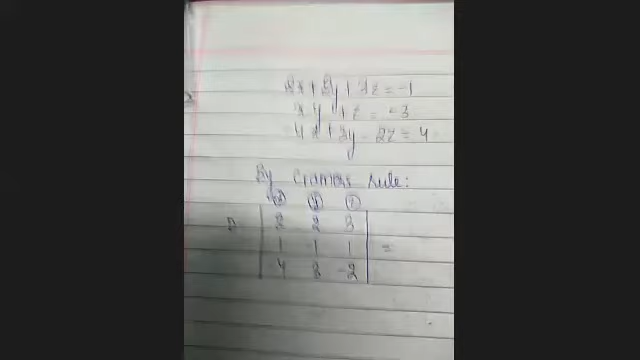 2x + 2y + 3z = -1
x y + z = -3
4x + 3y - 2z = 4
By Cramers rule:
D
2 2 3
1 1 1 =
4 3 -2